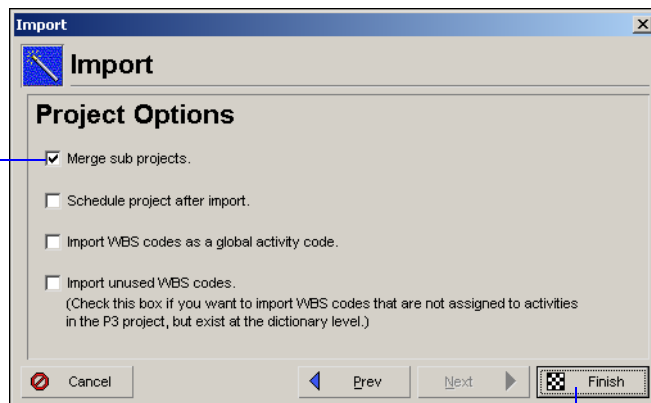 Import
Import
Project Options
Merge sub projects.
Schedule project after import.
Import WBS codes as a global activity code.
Import unused WBS codes.
(Check this box if you want to import WBS codes that are not assigned to activities
in the P3 project, but exist at the dictionary level.)
Cancel Prev Next Finish